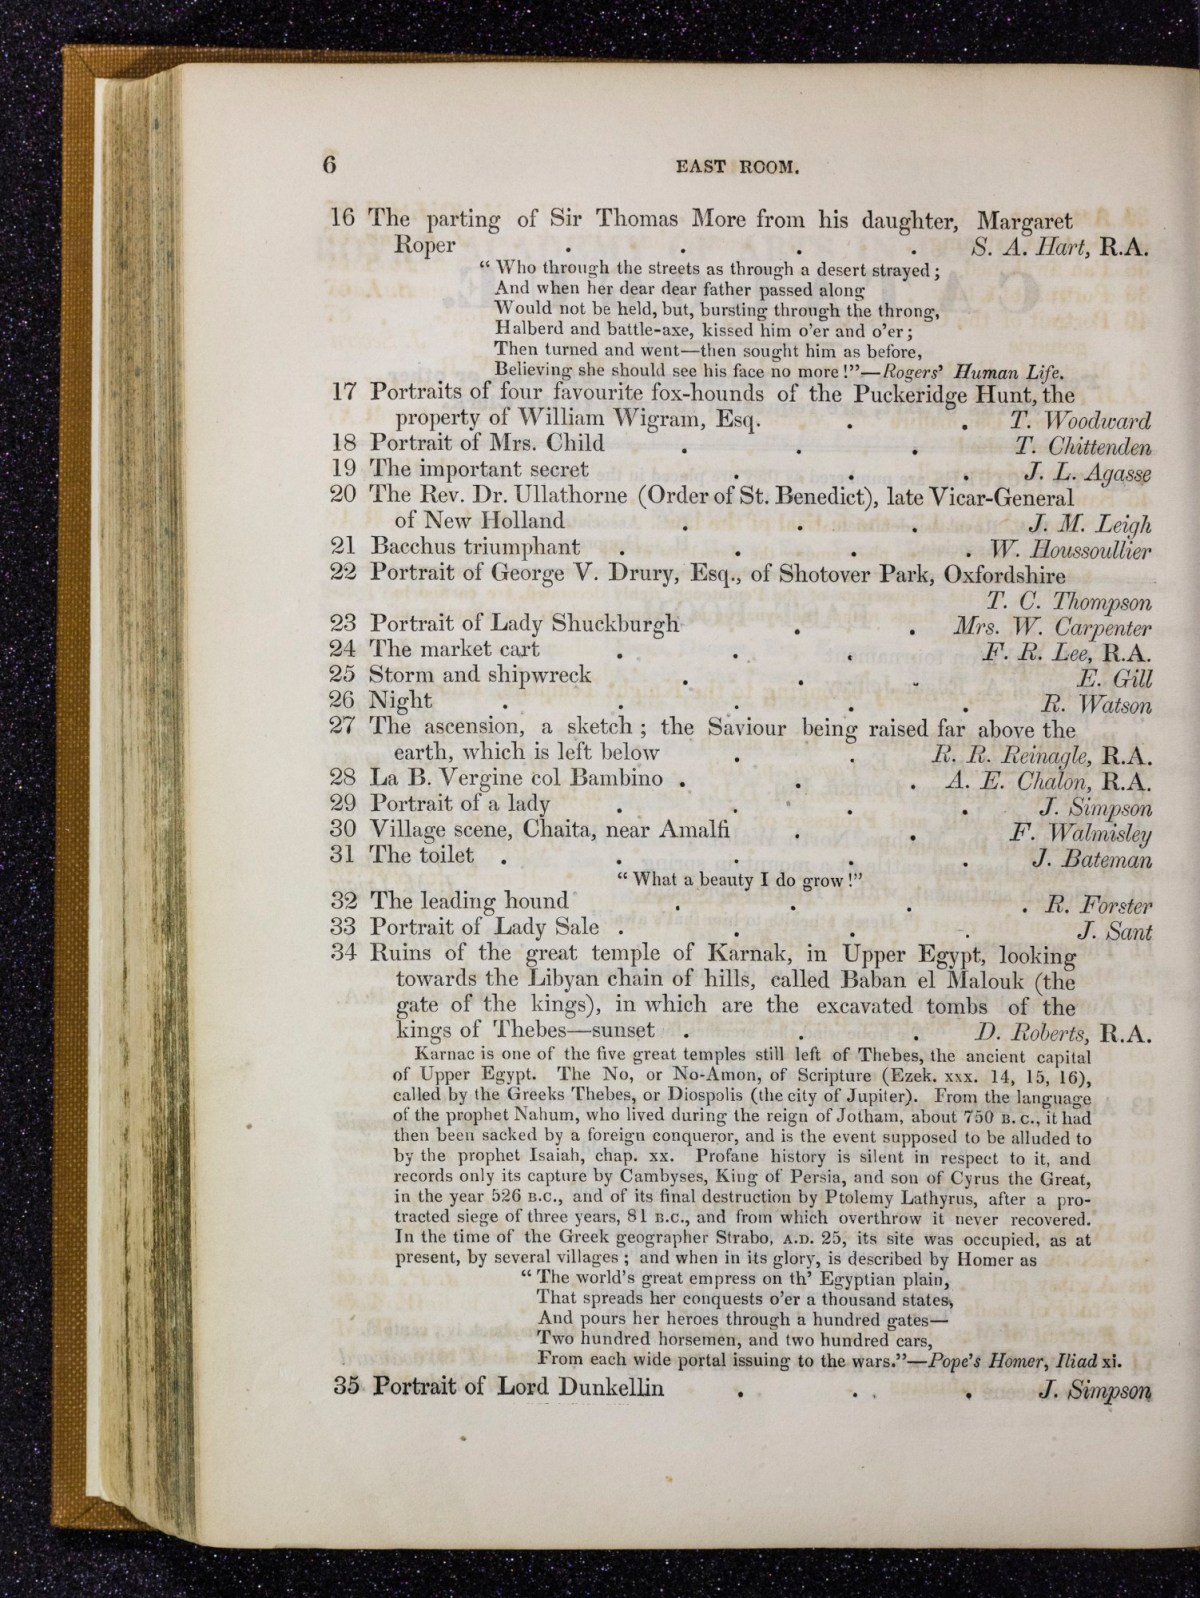 6 EAST ROOM.
16 The parting of Sir Thomas More from his daughter, Margaret
Roper . . . . S. A. Hart, R.A.
“ Who through the streets as through a desert strayed ;
And when her dear dear father passed along
Would not be held, but, bursting through the throng,
Halberd and battle-axe, kissed him o’er and o’er ;
Then turned and went—then sought him as before,
Believing she should see his face no more !”—Rogers’ Human Life.
17 Portraits of four favourite fox-hounds of the Puckeridge Hunt, the
property of William Wigram, Esq. . . T. Woodward
18 Portrait of Mrs. Child . . . T. Chittenden
19 The important secret . . . J. L. Agasse
20 The Rev. Dr. Ullathorne (Order of St. Benedict), late Vicar-General
of New Holland . . . J. M. Leigh
21 Bacchus triumphant . . . . W. Houssoullier
22 Portrait of George V. Drury, Esq., of Shotover Park, Oxfordshire
T. C. Thompson
23 Portrait of Lady Shuckburgh . . Mrs. W. Carpenter
24 The market cart . . . F. R. Lee, R.A.
25 Storm and shipwreck . . . E. Gill
26 Night . . . . . R. Watson
27 The ascension, a sketch ; the Saviour being raised far above the
earth, which is left below . . R. R. Reinagle, R.A.
28 La B. Vergine col Bambino . . . A. E. Chalon, R.A.
29 Portrait of a lady . . . . J. Simpson
30 Village scene, Chaita, near Amalfi . . F. Walmisley
31 The toilet . . . . . J. Bateman
“ What a beauty I do grow !”
32 The leading hound . . . . R. Forster
33 Portrait of Lady Sale . . . . J. Sant
34 Ruins of the great temple of Karnak, in Upper Egypt, looking
towards the Libyan chain of hills, called Baban el Malouk (the
gate of the kings), in which are the excavated tombs of the
kings of Thebes—sunset . . . D. Roberts, R.A.
Karnac is one of the five great temples still left of Thebes, the ancient capital
of Upper Egypt. The No, or No-Amon, of Scripture (Ezek. xxx. 14, 15, 16),
called by the Greeks Thebes, or Diospolis (the city of Jupiter). From the language
of the prophet Nahum, who lived during the reign of Jotham, about 750 B. C., it had
then been sacked by a foreign conqueror, and is the event supposed to be alluded to
by the prophet Isaiah, chap. xx. Profane history is silent in respect to it, and
records only its capture by Cambyses, King of Persia, and son of Cyrus the Great,
in the year 526 B.C., and of its final destruction by Ptolemy Lathyrus, after a pro-
tracted siege of three years, 81 B.C., and from which overthrow it never recovered.
In the time of the Greek geographer Strabo, A.D. 25, its site was occupied, as at
present, by several villages ; and when in its glory, is described by Homer as
“ The world’s great empress on th’ Egyptian plain,
That spreads her conquests o’er a thousand states,
And pours her heroes through a hundred gates—
Two hundred horsemen, and two hundred cars,
From each wide portal issuing to the wars.”—Pope’s Homer, Iliad xi.
35 Portrait of Lord Dunkellin . . . J. Simpson